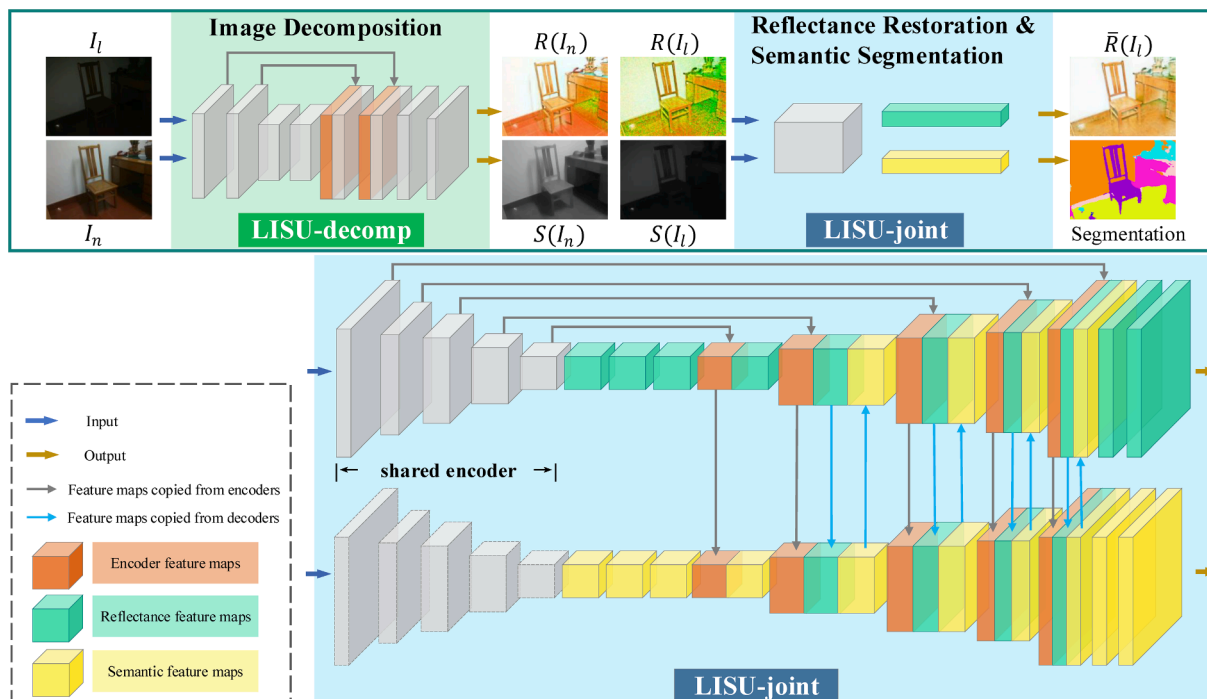 Image Decomposition
Reflectance Restoration &
Semantic Segmentation
I_l
R(I_n)
R(I_l)
R̄(I_l)
LISU-decomp
LISU-joint
I_n
S(I_n)
S(I_l)
Segmentation
shared encoder
Input
Output
Feature maps copied from encoders
Feature maps copied from decoders
Encoder feature maps
Reflectance feature maps
Semantic feature maps
LISU-joint